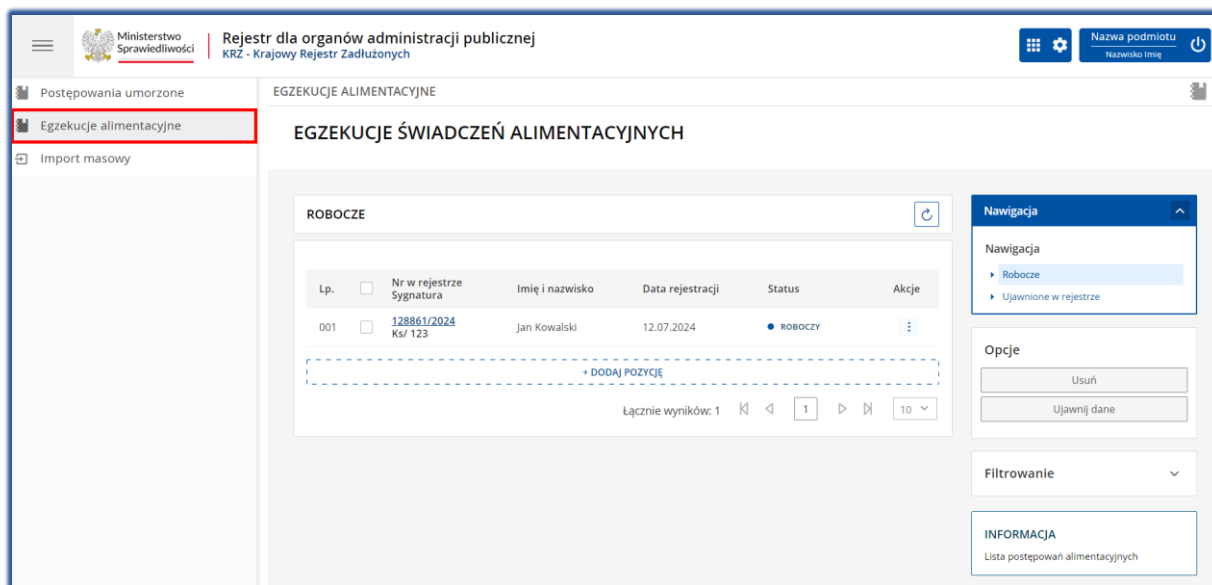 Ministerstwo
Sprawiedliwości
Rejestr dla organów administracji publicznej
KRZ - Krajowy Rejestr Zadłużonych
Nazwa podmiotu
Nazwisko Imię
Postępowania umorzone
Egzekucje alimentacyjne
Import masowy
EGZEKUCJE ALIMENTACYJNE
EGZEKUCJE ŚWIADCZEŃ ALIMENTACYJNYCH
ROBOCZE
Lp. Nr w rejestrze Sygnatura Imię i nazwisko Data rejestracji Status Akcje
001 128861/2024 Ks/ 123 Jan Kowalski 12.07.2024 ROBOCZY
+ DODAJ POZYCJĘ
Łącznie wyników: 1 1 10
Nawigacja
Nawigacja
Robocze
Ujawnione w rejestrze
Opcje
Usuń
Ujawnij dane
Filtrowanie
INFORMACJA
Lista postępowań alimentacyjnych